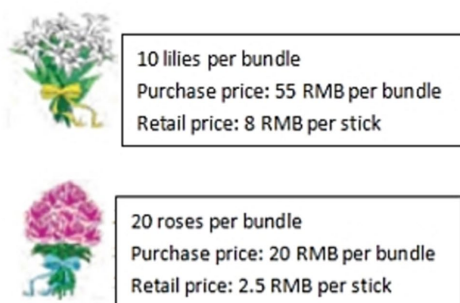 10 lilies per bundle
Purchase price: 55 RMB per bundle
Retail price: 8 RMB per stick
20 roses per bundle
Purchase price: 20 RMB per bundle
Retail price: 2.5 RMB per stick